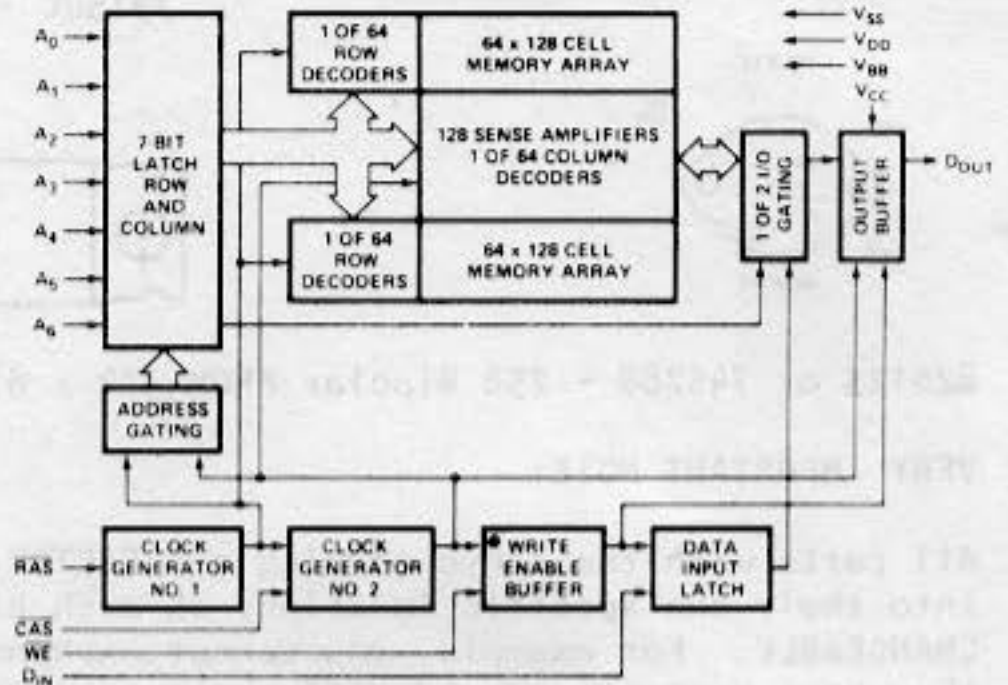 A0
A1
A2
A3
A4
A5
A6
7-BIT
LATCH
ROW
AND
COLUMN
1 OF 64
ROW
DECODERS
64 x 128 CELL
MEMORY ARRAY
128 SENSE AMPLIFIERS
1 OF 64 COLUMN
DECODERS
1 OF 64
ROW
DECODERS
64 x 128 CELL
MEMORY ARRAY
1 OF 2 I/O
GATING
OUTPUT
BUFFER
VSS
VDD
VBB
VCC
DOUT
ADDRESS
GATING
RAS
CLOCK
GENERATOR
NO. 1
CLOCK
GENERATOR
NO. 2
WRITE
ENABLE
BUFFER
DATA
INPUT
LATCH
CAS
WE
DIN
VERY IMPORTANT NOTE: